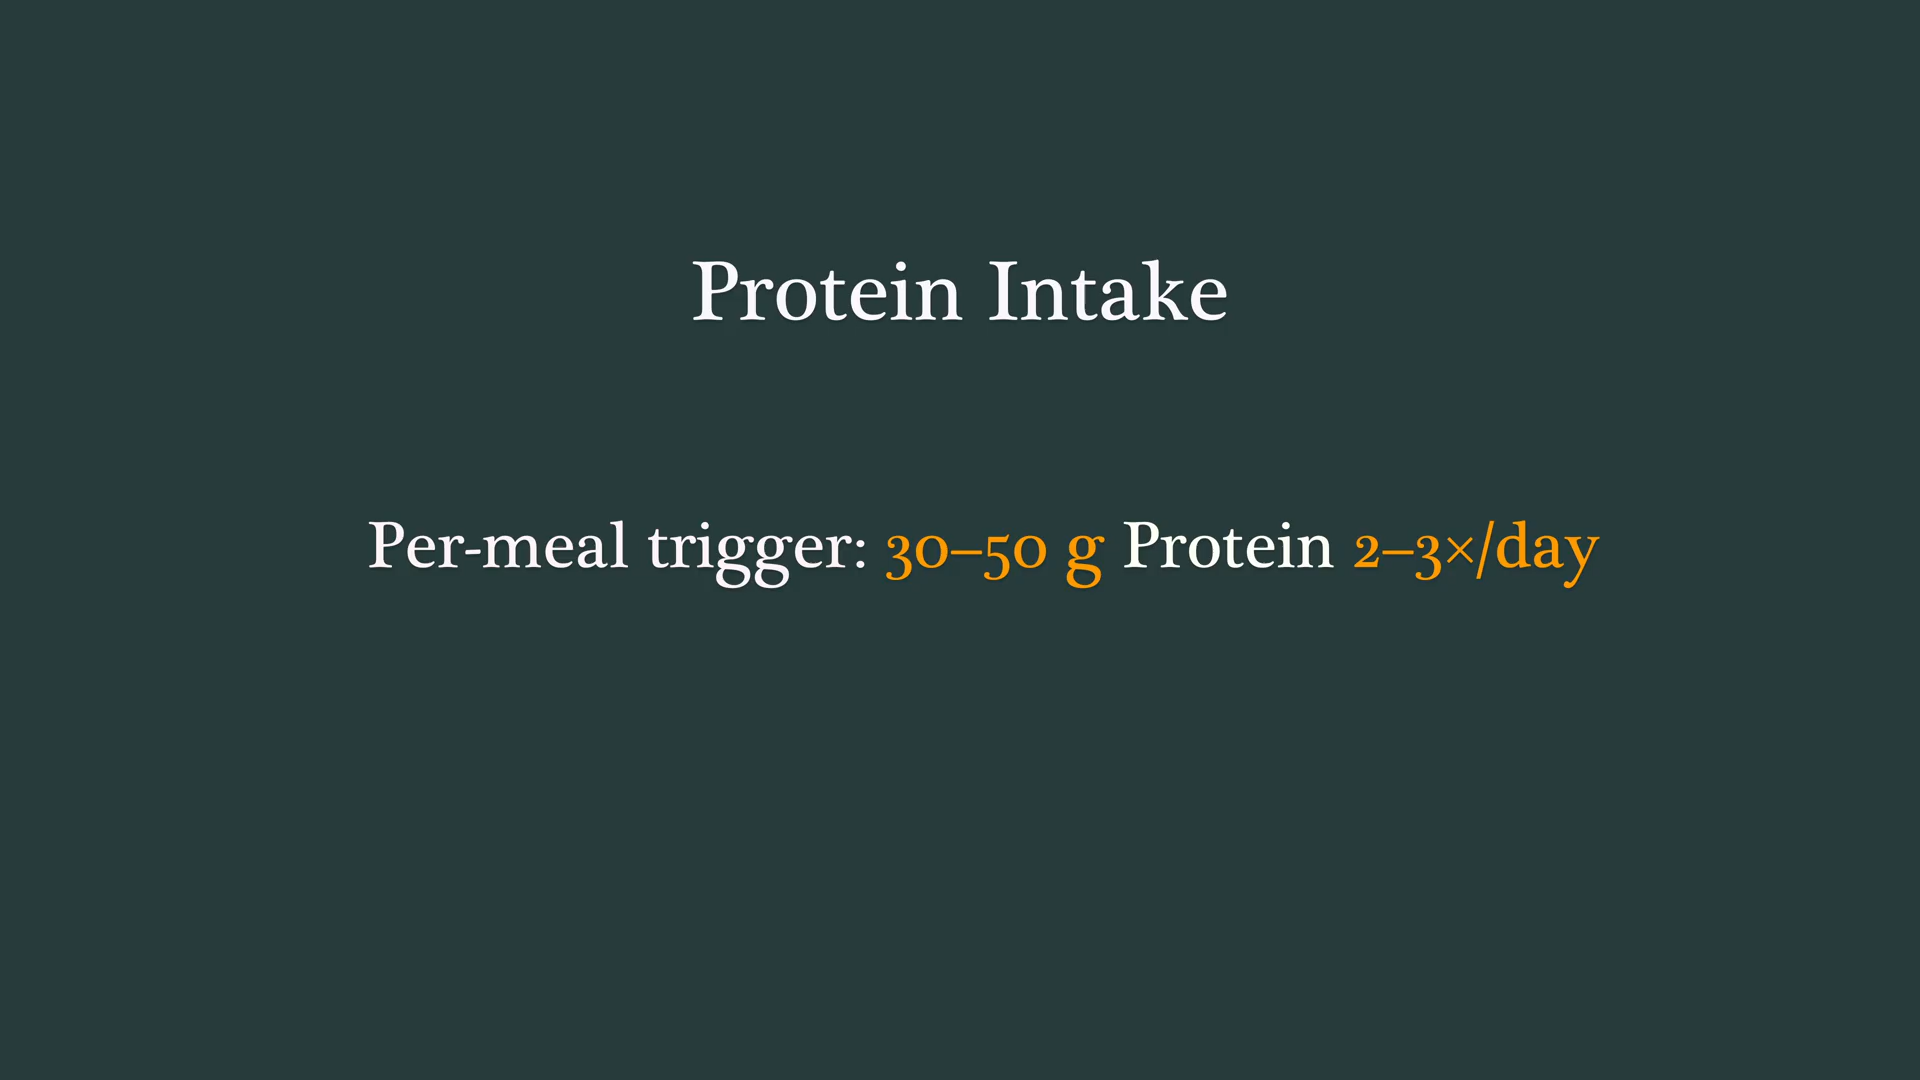 Protein Intake
Per-meal trigger: 30–50 g Protein 2–3×/day